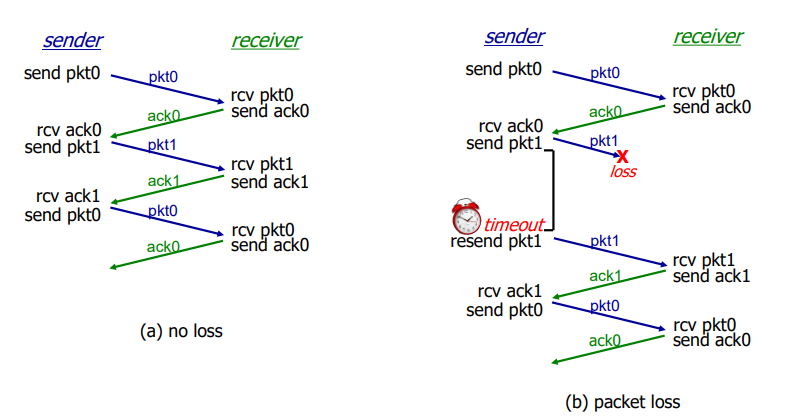 sender
receiver
send pkt0
pkt0
rcv pkt0
send ack0
ack0
rcv ack0
send pkt1
pkt1
rcv pkt1
send ack1
ack1
rcv ack1
send pkt0
pkt0
rcv pkt0
send ack0
ack0
(a) no loss
sender
receiver
send pkt0
pkt0
rcv pkt0
send ack0
ack0
rcv ack0
send pkt1
pkt1
X
loss
timeout
resend pkt1
pkt1
rcv pkt1
send ack1
ack1
rcv ack1
send pkt0
pkt0
rcv pkt0
send ack0
ack0
(b) packet loss